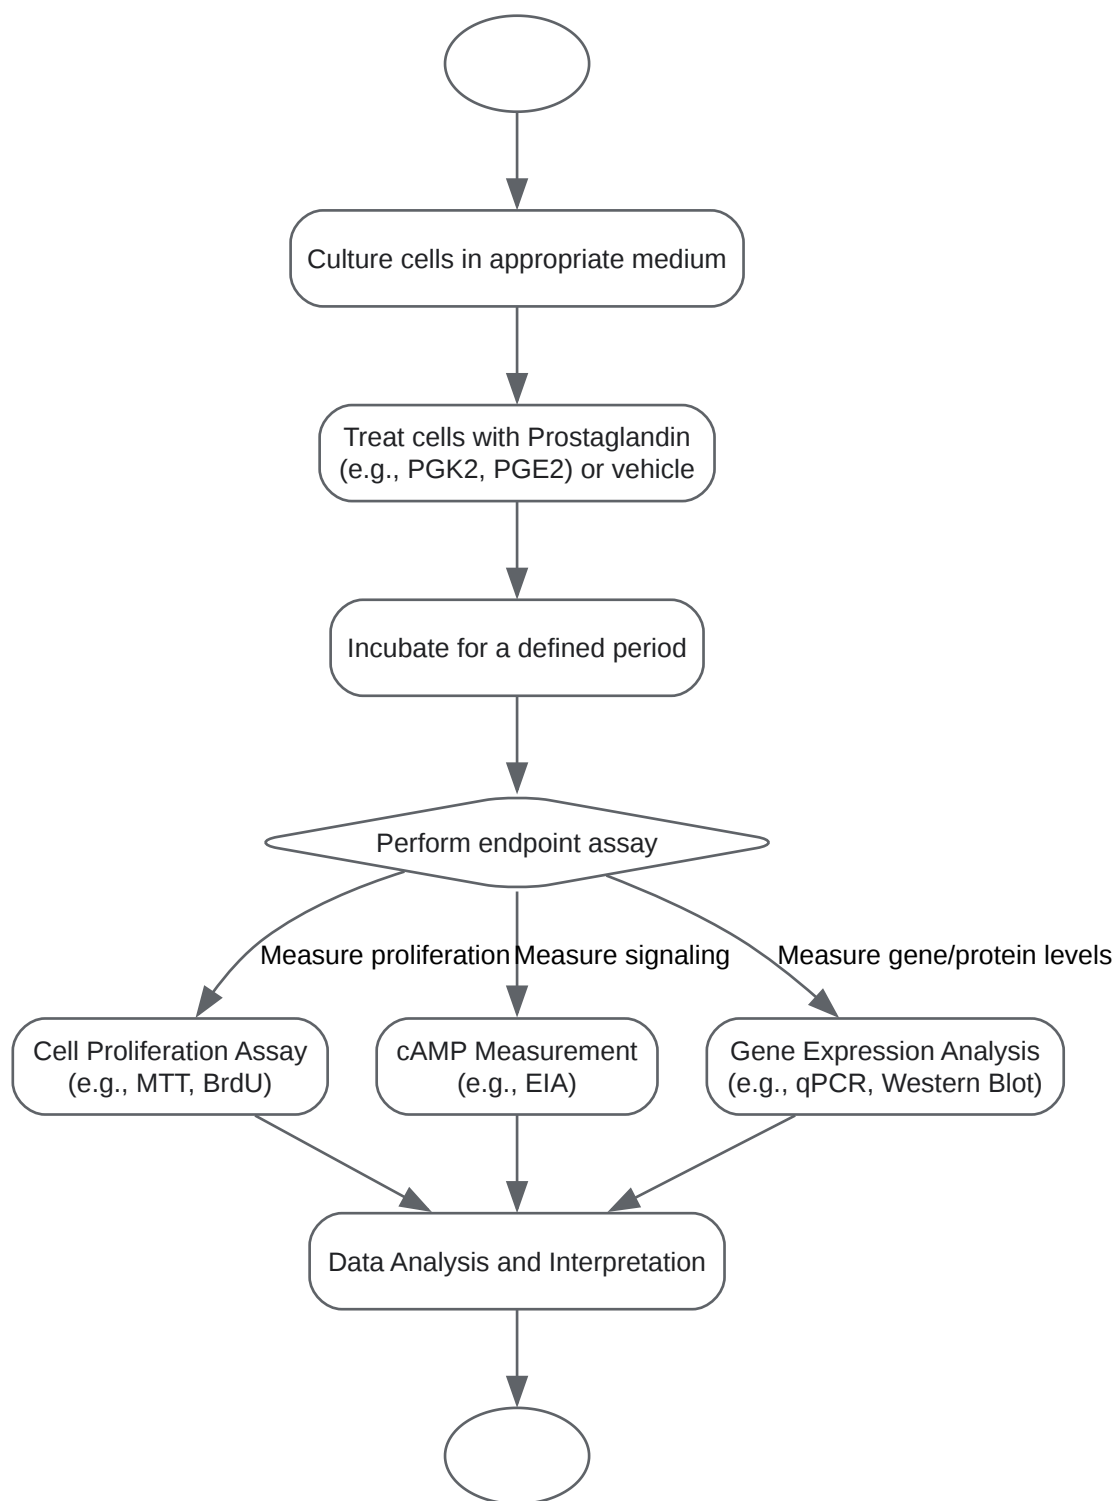 Culture cells in appropriate medium
Treat cells with Prostaglandin
(e.g., PGK2, PGE2) or vehicle
Incubate for a defined period
Perform endpoint assay
Measure proliferation
Measure signaling
Measure gene/protein levels
Cell Proliferation Assay
(e.g., MTT, BrdU)
cAMP Measurement
(e.g., EIA)
Gene Expression Analysis
(e.g., qPCR, Western Blot)
Data Analysis and Interpretation